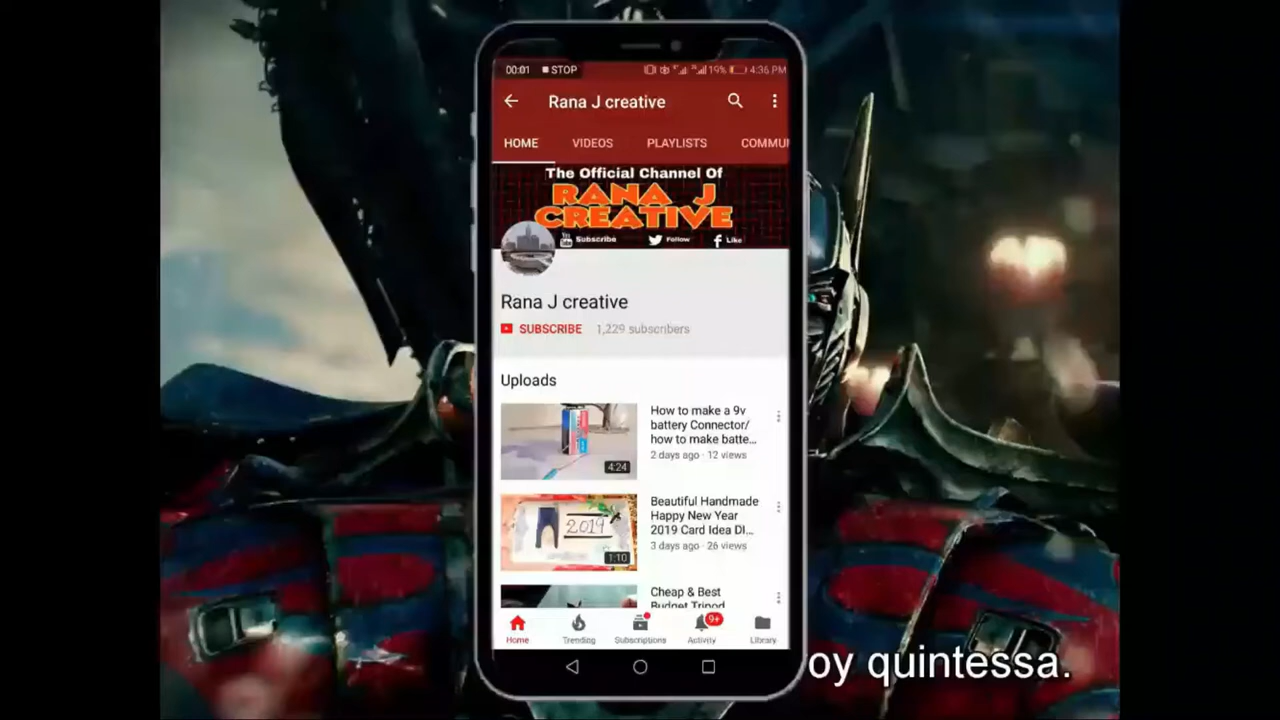 00:01 STOP 19% 4:36 PM
Rana J creative
HOME VIDEOS PLAYLISTS COMMU
The Official Channel Of
RANA J
CREATIVE
You Subscribe Follow Like
Rana J creative
SUBSCRIBE 1,229 subscribers
Uploads
How to make a 9v
battery Connector/
how to make batte...
2 days ago · 12 views
4:24
Beautiful Handmade
Happy New Year
2019 Card Idea DI...
3 days ago · 26 views
2019
1:10
Cheap & Best
Budget Tripod
9+
Home Trending Subscriptions Activity Library
oy quintessa.